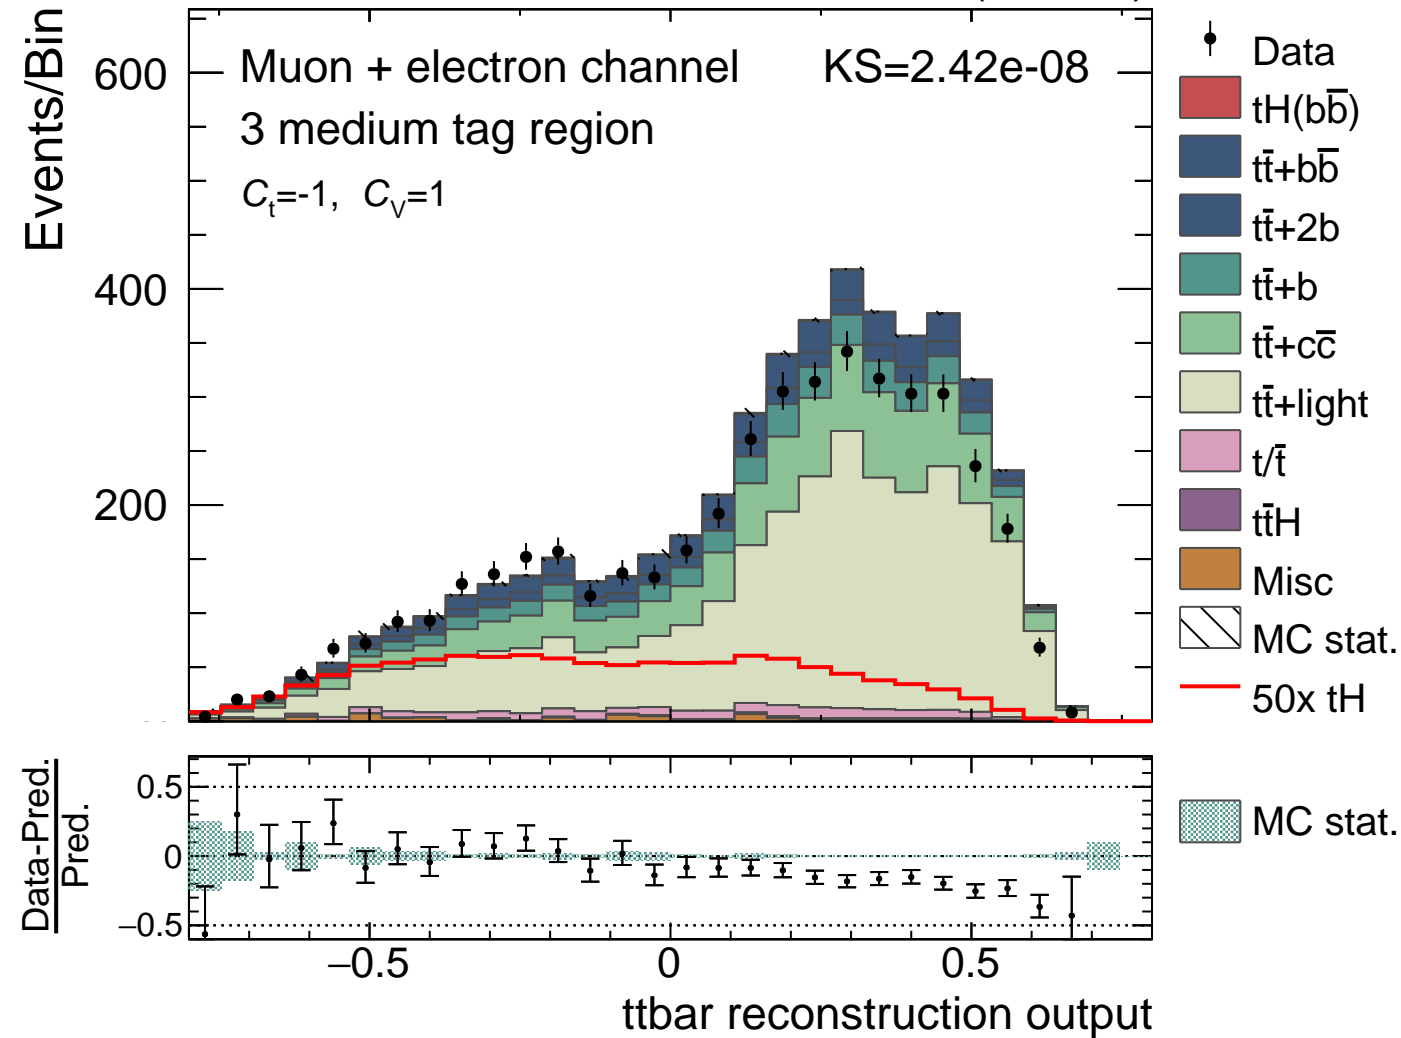 Events/Bin
600
400
200
Muon + electron channel
KS=2.42e-08
3 medium tag region
Cₜ=-1, C_V=1
Data
tH(bb̄)
tt̄+bb̄
tt̄+2b
tt̄+b
tt̄+cc̄
tt̄+light
t/t̄
tt̄H
Misc
MC stat.
50x tH
Data-Pred.
Pred.
0.5
0
−0.5
MC stat.
−0.5
0
0.5
ttbar reconstruction output